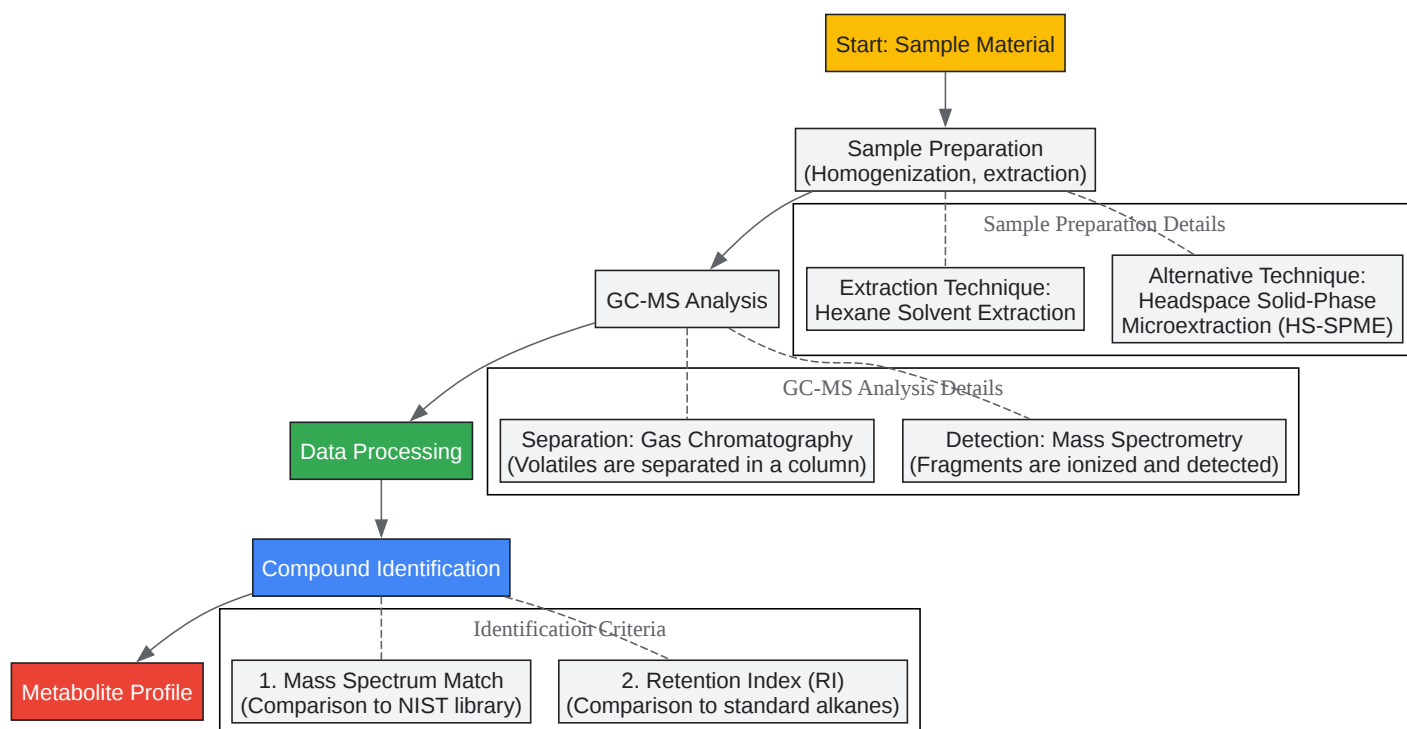 Start: Sample Material
Sample Preparation
(Homogenization, extraction)
Sample Preparation Details
Extraction Technique:
Hexane Solvent Extraction
Alternative Technique:
Headspace Solid-Phase
Microextraction (HS-SPME)
GC-MS Analysis
GC-MS Analysis Details
Separation: Gas Chromatography
(Volatiles are separated in a column)
Detection: Mass Spectrometry
(Fragments are ionized and detected)
Data Processing
Compound Identification
Identification Criteria
1. Mass Spectrum Match
(Comparison to NIST library)
2. Retention Index (RI)
(Comparison to standard alkanes)
Metabolite Profile